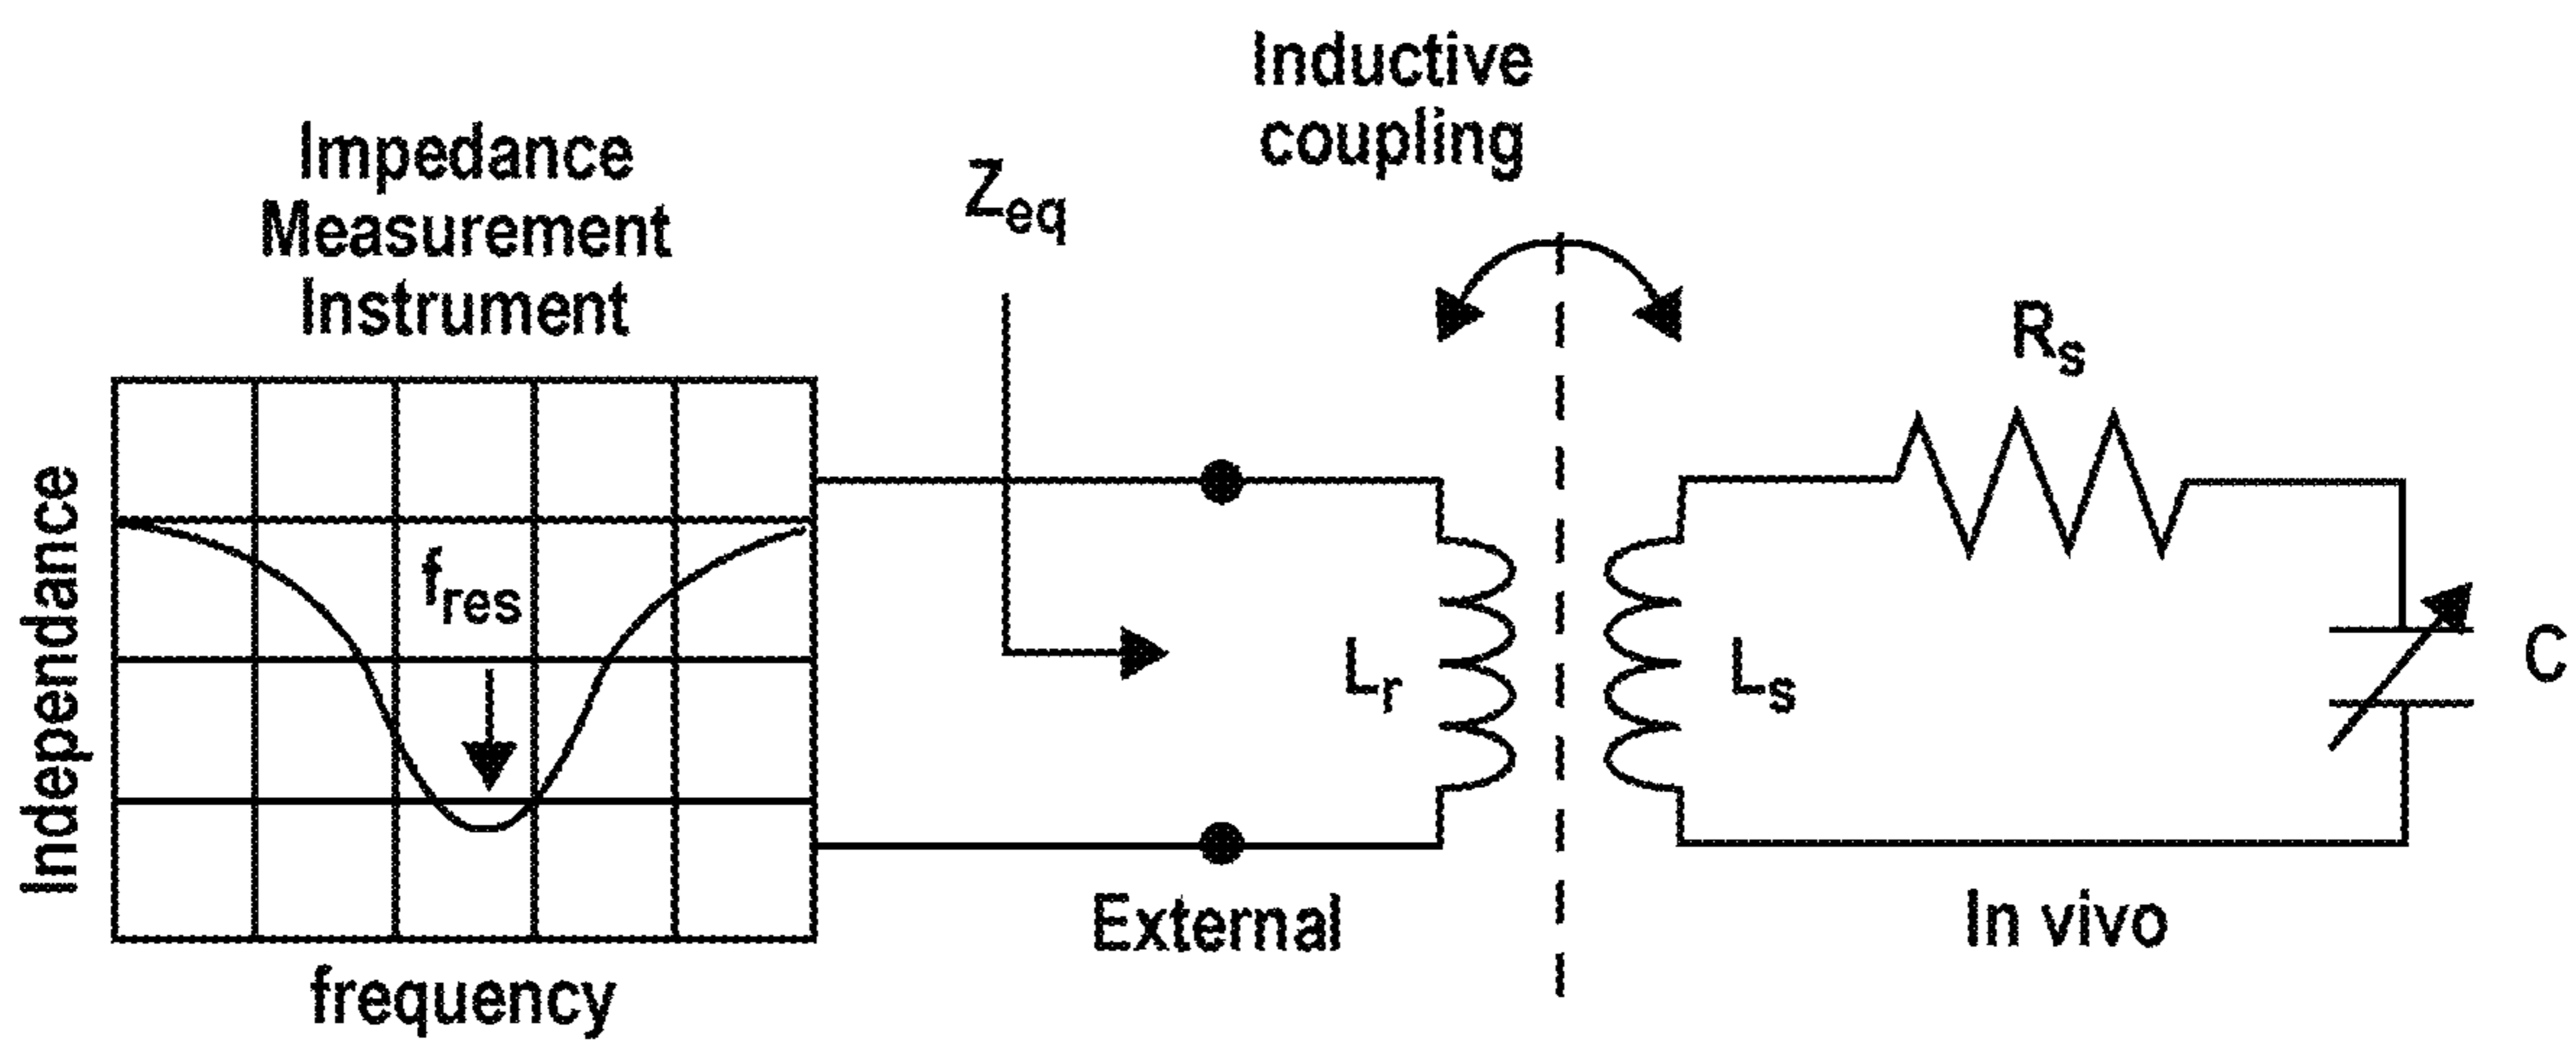 Impedance
Measurement
Instrument
Independance
frequency
fres
Zeq
Inductive
coupling
External
Lr
Ls
Rs
C
In vivo